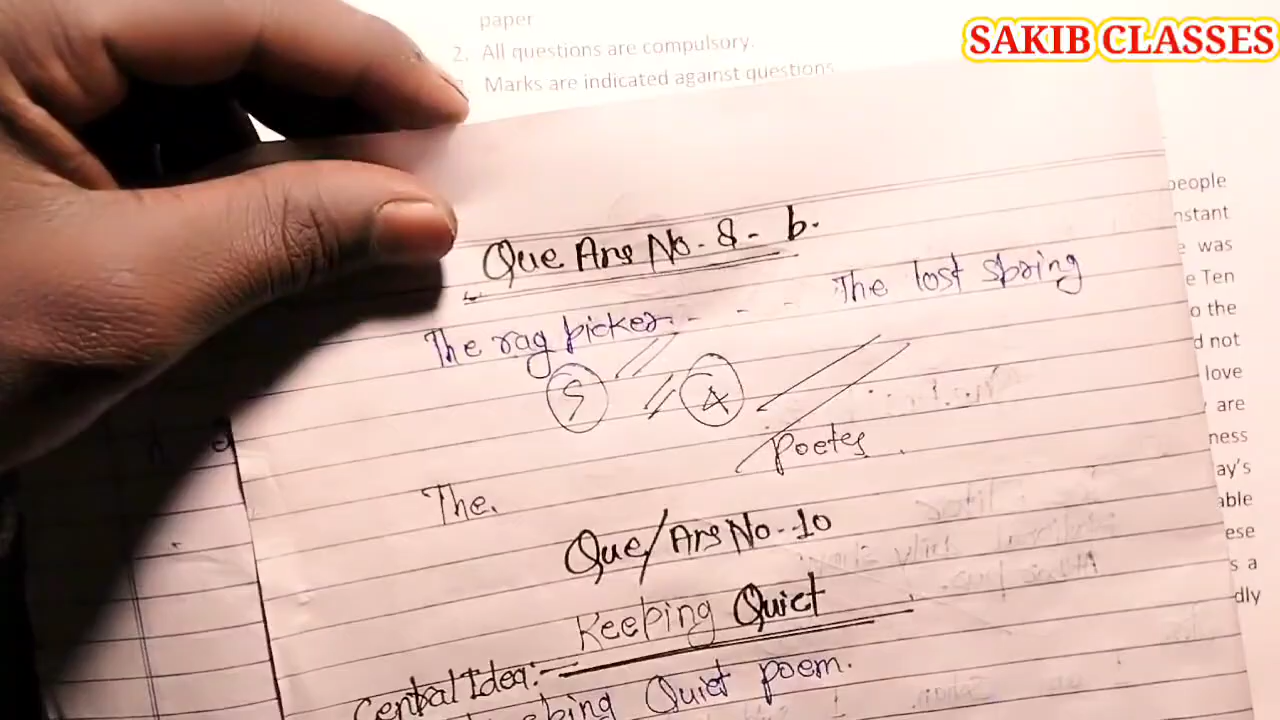 SAKIB CLASSES
paper
2. All questions are compulsory.
Marks are indicated against questions
people
nstant
was
e Ten
o the
d not
love
are
ness
ay's
able
ese
s a
dly
Que Ans No. 8 - b.
The rag picker - - - The lost spring
5 // 4
Poetes.
The.
Que/Ans No-10
Keeping Quiet
Central Idea:-
Quiet poem.